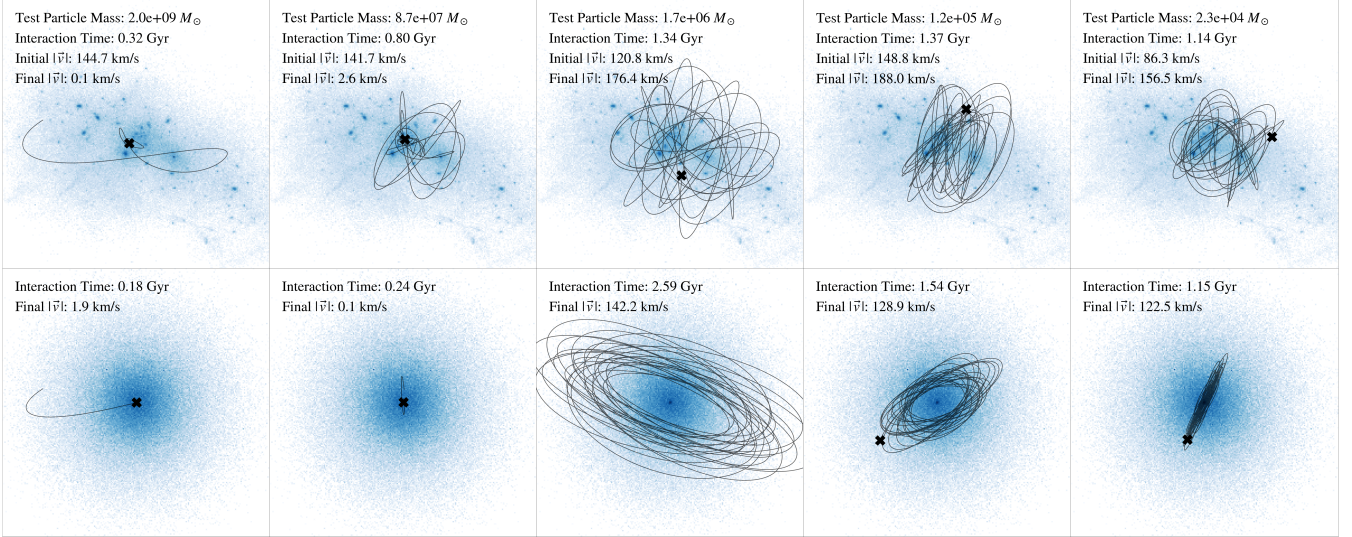 Test Particle Mass: 2.0e+09 M⊙
Interaction Time: 0.32 Gyr
Initial |v⃗|: 144.7 km/s
Final |v⃗|: 0.1 km/s
Test Particle Mass: 8.7e+07 M⊙
Interaction Time: 0.80 Gyr
Initial |v⃗|: 141.7 km/s
Final |v⃗|: 2.6 km/s
Test Particle Mass: 1.7e+06 M⊙
Interaction Time: 1.34 Gyr
Initial |v⃗|: 120.8 km/s
Final |v⃗|: 176.4 km/s
Test Particle Mass: 1.2e+05 M⊙
Interaction Time: 1.37 Gyr
Initial |v⃗|: 148.8 km/s
Final |v⃗|: 188.0 km/s
Test Particle Mass: 2.3e+04 M⊙
Interaction Time: 1.14 Gyr
Initial |v⃗|: 86.3 km/s
Final |v⃗|: 156.5 km/s
Interaction Time: 0.18 Gyr
Final |v⃗|: 1.9 km/s
Interaction Time: 0.24 Gyr
Final |v⃗|: 0.1 km/s
Interaction Time: 2.59 Gyr
Final |v⃗|: 142.2 km/s
Interaction Time: 1.54 Gyr
Final |v⃗|: 128.9 km/s
Interaction Time: 1.15 Gyr
Final |v⃗|: 122.5 km/s